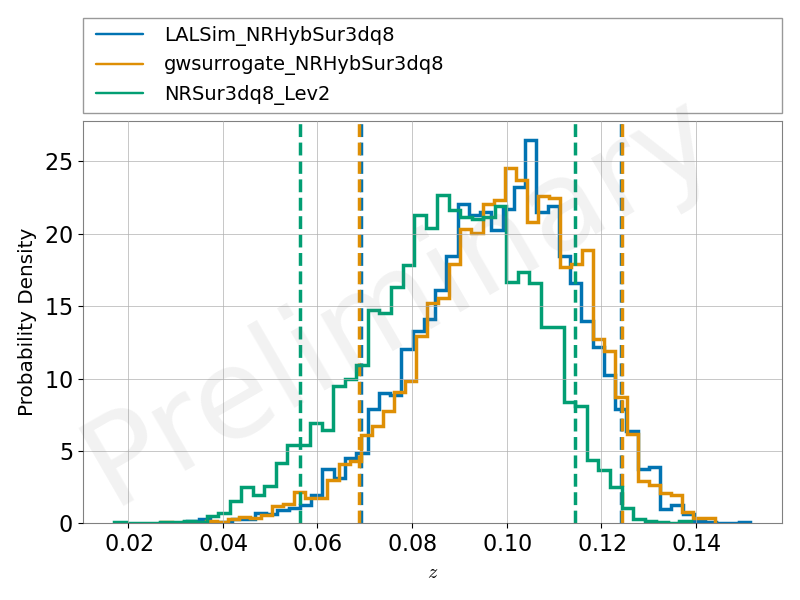 LALSim_NRHybSur3dq8
gwsurrogate_NRHybSur3dq8
NRSur3dq8_Lev2
Preliminary
Probability Density
25
20
15
10
5
0
0.02 0.04 0.06 0.08 0.10 0.12 0.14
z